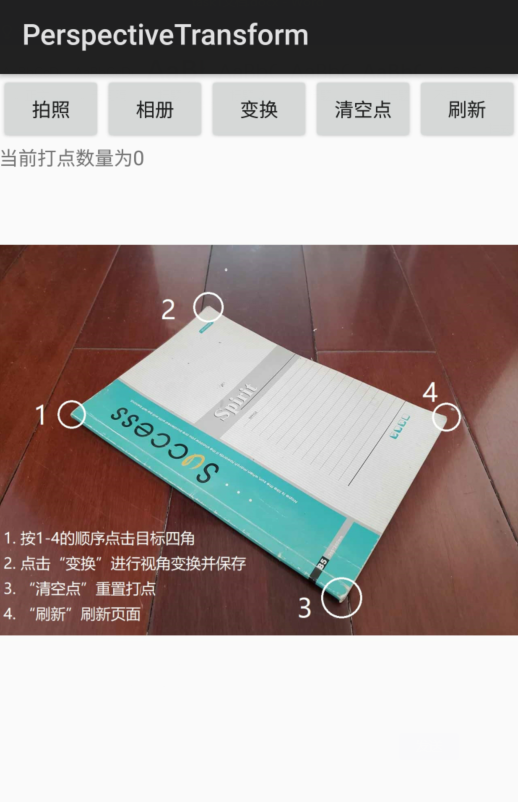 PerspectiveTransform
拍照 相册 变换 清空点 刷新
当前打点数量为0
2
4
1
Spirit
success
B5
3
1. 按1-4的顺序点击目标四角
2. 点击“变换”进行视角变换并保存
3. “清空点”重置打点
4. “刷新”刷新页面